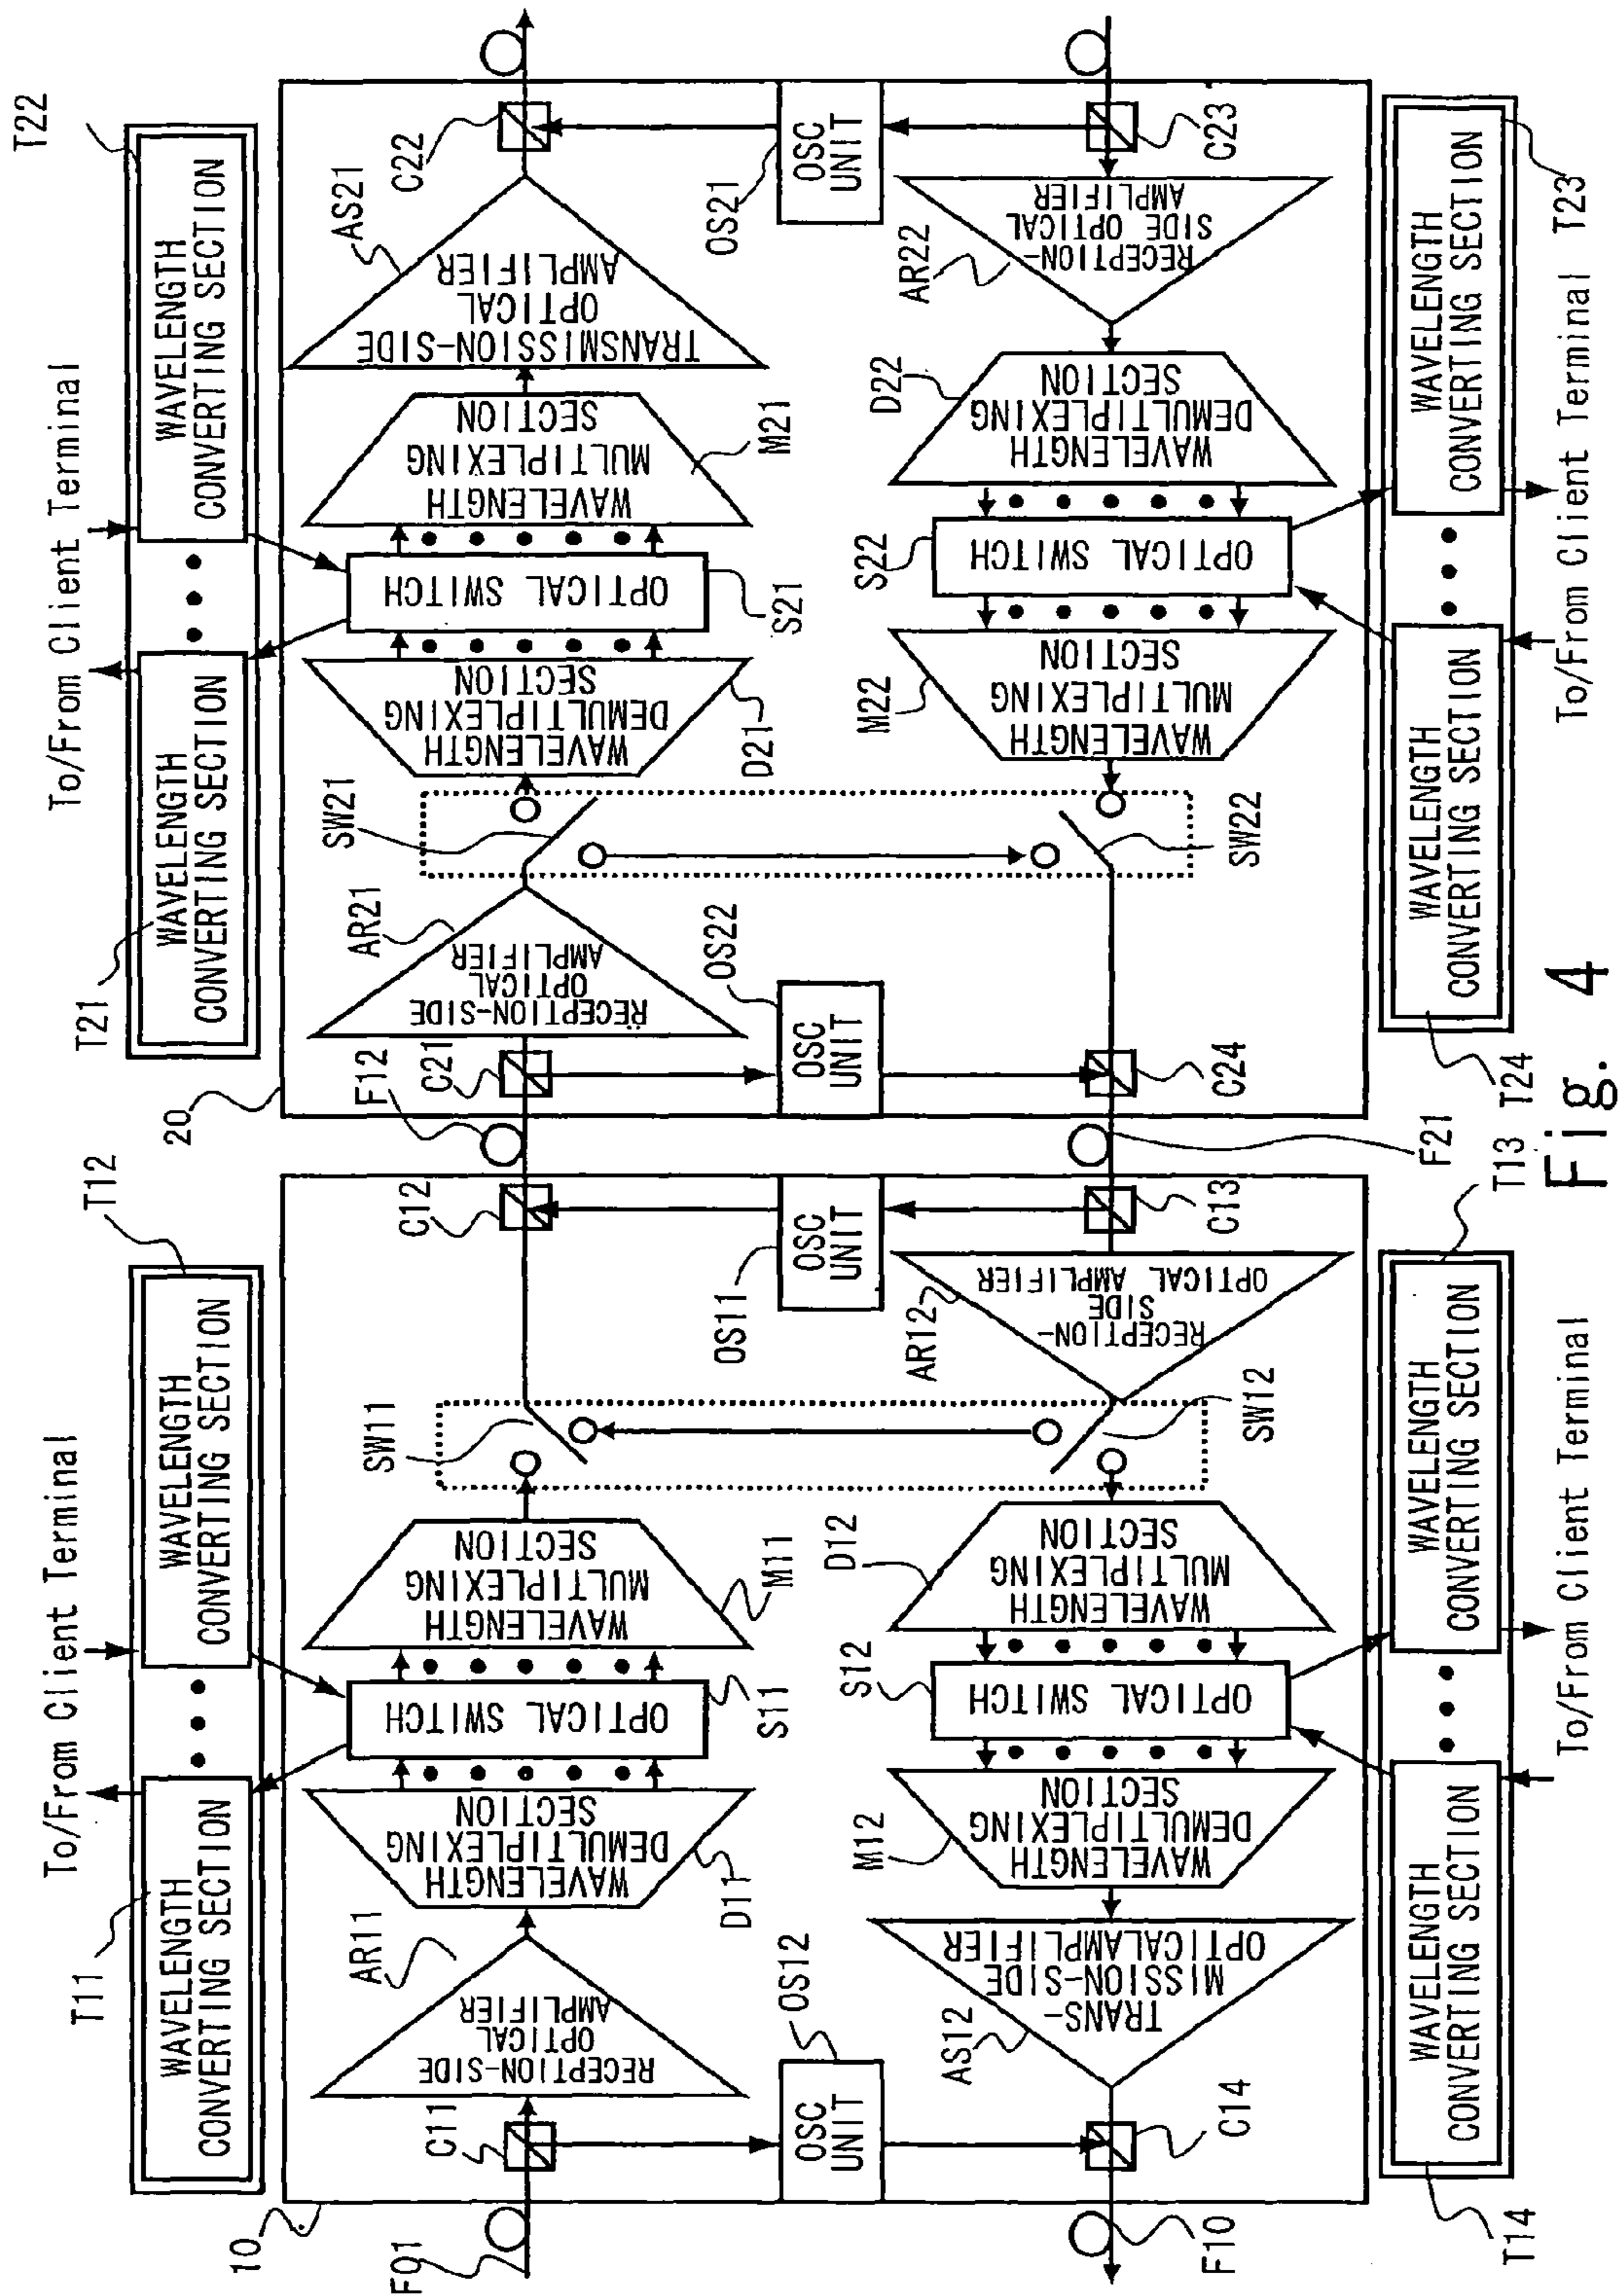 To/From Client Terminal
T11
WAVELENGTH
CONVERTING SECTION
T12
WAVELENGTH
CONVERTING SECTION
To/From Client Terminal
T21
WAVELENGTH
CONVERTING SECTION
T22
WAVELENGTH
CONVERTING SECTION
10
F01
C11
RECEPTION-SIDE
OPTICAL
AMPLIFIER
AR11
WAVELENGTH
DEMULTIPLEXING
SECTION
D11
OPTICAL SWITCH
S11
WAVELENGTH
MULTIPLEXING
SECTION
M11
SW11
C12
F12
20
C21
RECEPTION-SIDE
OPTICAL
AMPLIFIER
AR21
SW21
WAVELENGTH
DEMULTIPLEXING
SECTION
D21
OPTICAL SWITCH
S21
WAVELENGTH
MULTIPLEXING
SECTION
M21
TRANSMISSION-SIDE
OPTICAL
AMPLIFIER
AS21
C22
OS12
OSC
UNIT
OS11
OSC
UNIT
OS22
OSC
UNIT
OS21
OSC
UNIT
F10
C14
AS12
TRANS-
MISSION-SIDE
OPTICALAMPLIFIER
M12
WAVELENGTH
DEMULTIPLEXING
SECTION
S12
OPTICAL SWITCH
D12
WAVELENGTH
MULTIPLEXING
SECTION
SW12
AR12
RECEPTION-
SIDE
OPTICAL AMPLIFIER
C13
F21
C24
SW22
M22
WAVELENGTH
MULTIPLEXING
SECTION
S22
OPTICAL SWITCH
D22
WAVELENGTH
DEMULTIPLEXING
SECTION
AR22
RECEPTION-
SIDE OPTICAL
AMPLIFIER
C23
T14
WAVELENGTH
CONVERTING SECTION
WAVELENGTH
CONVERTING SECTION
T13
T24
WAVELENGTH
CONVERTING SECTION
WAVELENGTH
CONVERTING SECTION
T23
To/From Client Terminal
To/From Client Terminal
Fig. 4